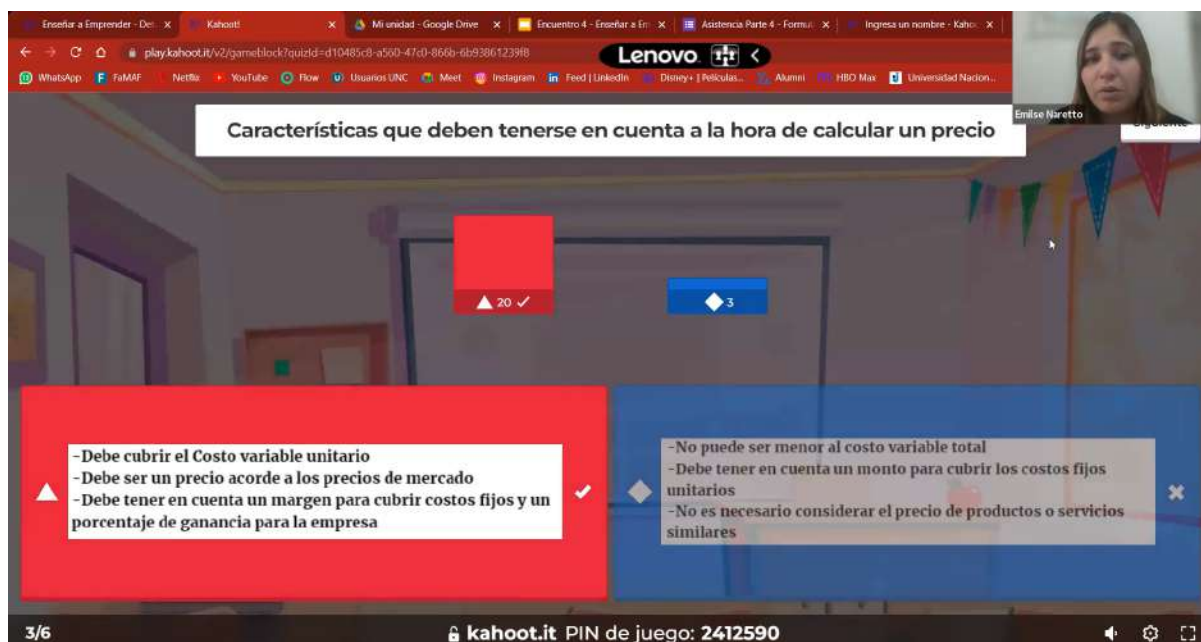 Enseñar a Emprender - De
Kahoot!
Mi unidad - Google Drive
Encuentro 4 - Enseñar a Em
Asistencia Parte 4 - Formul
Ingresa un nombre - Kahoo
play.kahoot.it/v2/gameblock?quizId=d10485c8-a560-47c0-866b-6b93861239f8
Lenovo
WhatsApp FaMAF Netflix YouTube Flow Usuarios UNC Meet Instagram Feed | LinkedIn Disney+ | Películas... Alumni HBO Max Universidad Nacion...
Emilse Naretto
Características que deben tenerse en cuenta a la hora de calcular un precio
20
3
-Debe cubrir el Costo variable unitario
-Debe ser un precio acorde a los precios de mercado
-Debe tener en cuenta un margen para cubrir costos fijos y un
porcentaje de ganancia para la empresa
-No puede ser menor al costo variable total
-Debe tener en cuenta un monto para cubrir los costos fijos
unitarios
-No es necesario considerar el precio de productos o servicios
similares
3/6
kahoot.it PIN de juego: 2412590